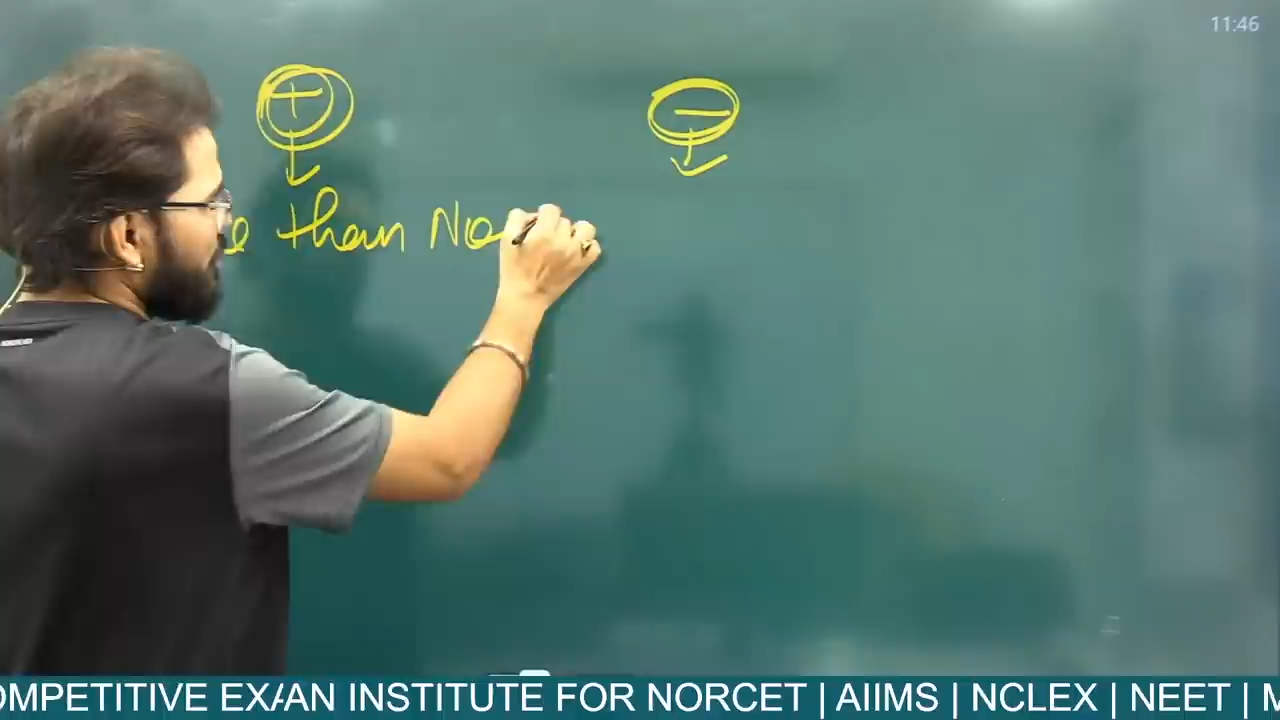 11:46
+ −
e than No
OMPETITIVE EXAN INSTITUTE FOR NORCET | AIIMS | NCLEX | NEET | M